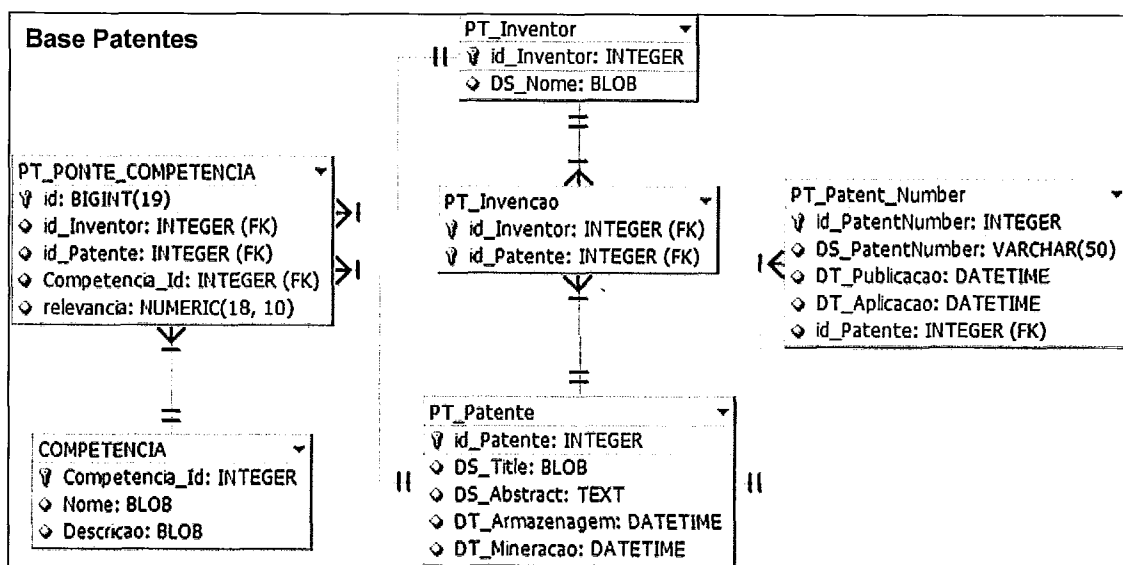 Base Patentes
PT_Inventor
id_Inventor: INTEGER
DS_Nome: BLOB
PT_PONTE_COMPETENCIA
id: BIGINT(19)
id_Inventor: INTEGER (FK)
id_Patente: INTEGER (FK)
Competencia_Id: INTEGER (FK)
relevancia: NUMERIC(18, 10)
PT_Invencao
id_Inventor: INTEGER (FK)
id_Patente: INTEGER (FK)
PT_Patent_Number
id_PatentNumber: INTEGER
DS_PatentNumber: VARCHAR(50)
DT_Publicacao: DATETIME
DT_Aplicacao: DATETIME
id_Patente: INTEGER (FK)
COMPETENCIA
Competencia_Id: INTEGER
Nome: BLOB
Descricao: BLOB
PT_Patente
id_Patente: INTEGER
DS_Title: BLOB
DS_Abstract: TEXT
DT_Armazenagem: DATETIME
DT_Mineracao: DATETIME